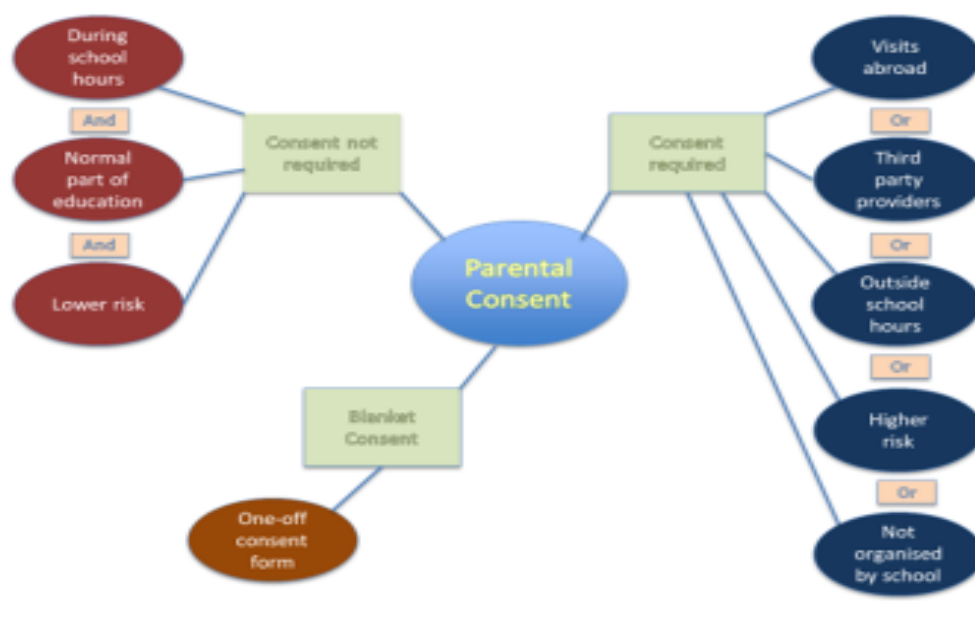 During
school
hours
And
Normal
part of
education
And
Lower risk
Consent not
required
Parental
Consent
Blanket
Consent
One-off
consent
form
Consent
required
Visits
abroad
Or
Third
party
providers
Or
Outside
school
hours
Or
Higher
risk
Or
Not
organised
by school